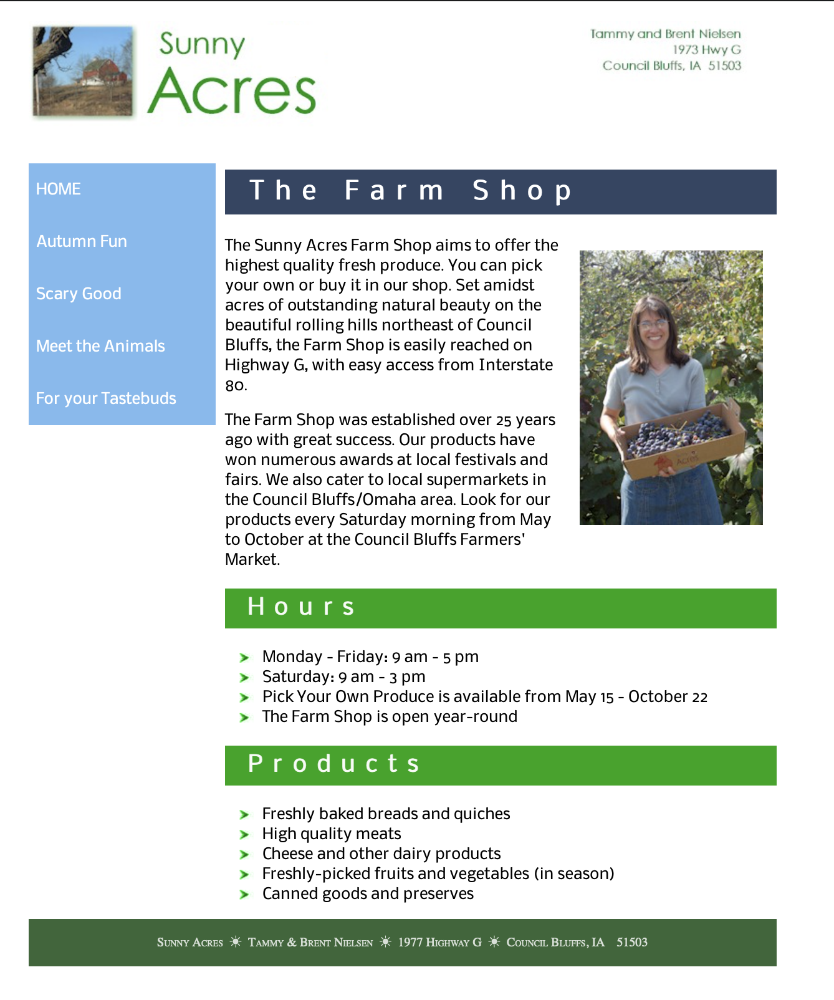 Sunny
Acres
Tammy and Brent Nielsen
1973 Hwy G
Council Bluffs, IA 51503
HOME
Autumn Fun
Scary Good
Meet the Animals
For your Tastebuds
The Farm Shop
The Sunny Acres Farm Shop aims to offer the
highest quality fresh produce. You can pick
your own or buy it in our shop. Set amidst
acres of outstanding natural beauty on the
beautiful rolling hills northeast of Council
Bluffs, the Farm Shop is easily reached on
Highway G, with easy access from Interstate
80.
The Farm Shop was established over 25 years
ago with great success. Our products have
won numerous awards at local festivals and
fairs. We also cater to local supermarkets in
the Council Bluffs/Omaha area. Look for our
products every Saturday morning from May
to October at the Council Bluffs Farmers'
Market.
Acres
Hours
Monday - Friday: 9 am - 5 pm
Saturday: 9 am - 3 pm
Pick Your Own Produce is available from May 15 - October 22
The Farm Shop is open year-round
Products
Freshly baked breads and quiches
High quality meats
Cheese and other dairy products
Freshly-picked fruits and vegetables (in season)
Canned goods and preserves
Sunny Acres ☀ Tammy & Brent Nielsen ☀ 1977 Highway G ☀ Council Bluffs, IA 51503